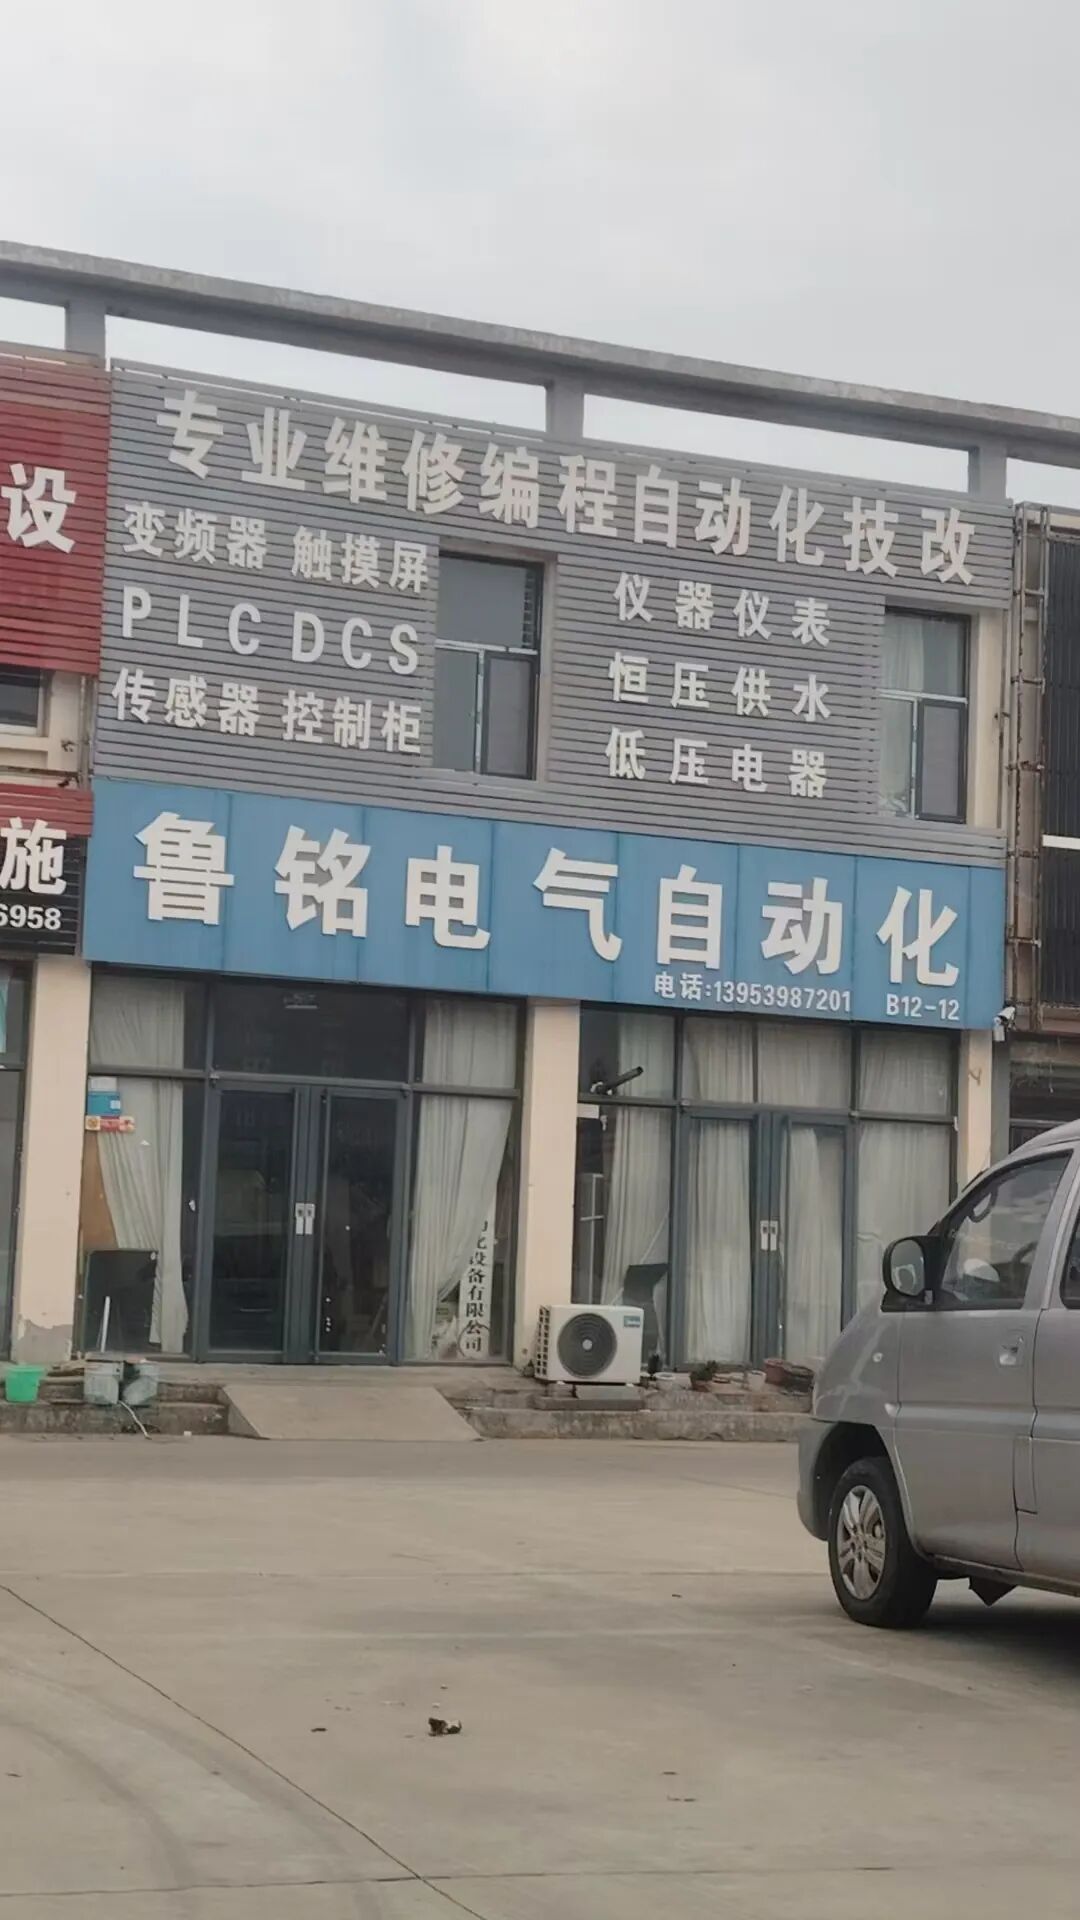 专业维修编程自动化技改
变频器 触摸屏
PLC DCS
传感器 控制柜
仪器仪表
恒压供水
低压电器
鲁铭电气自动化
电话:13953987201 B12-12
设
施
6958
化设备有限公司